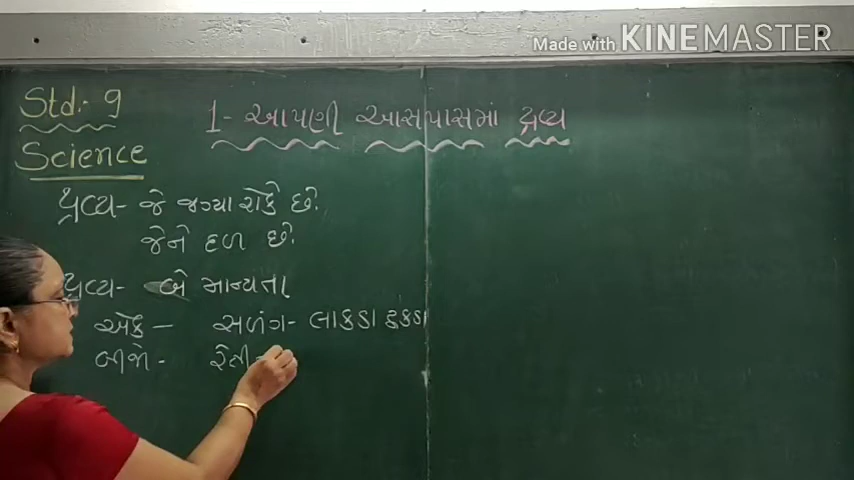 Made with KINEMASTER
Std:- 9
1- આપણી આસપાસમાં દ્રવ્ય
Science
દ્રવ્ય- જે જગ્યા રોકે છે.
જેને દળ છે.
દ્રવ્ય- બે માન્યતા
એક - સળંગ- લાકડા ટુકડા
બીજો - રેતી